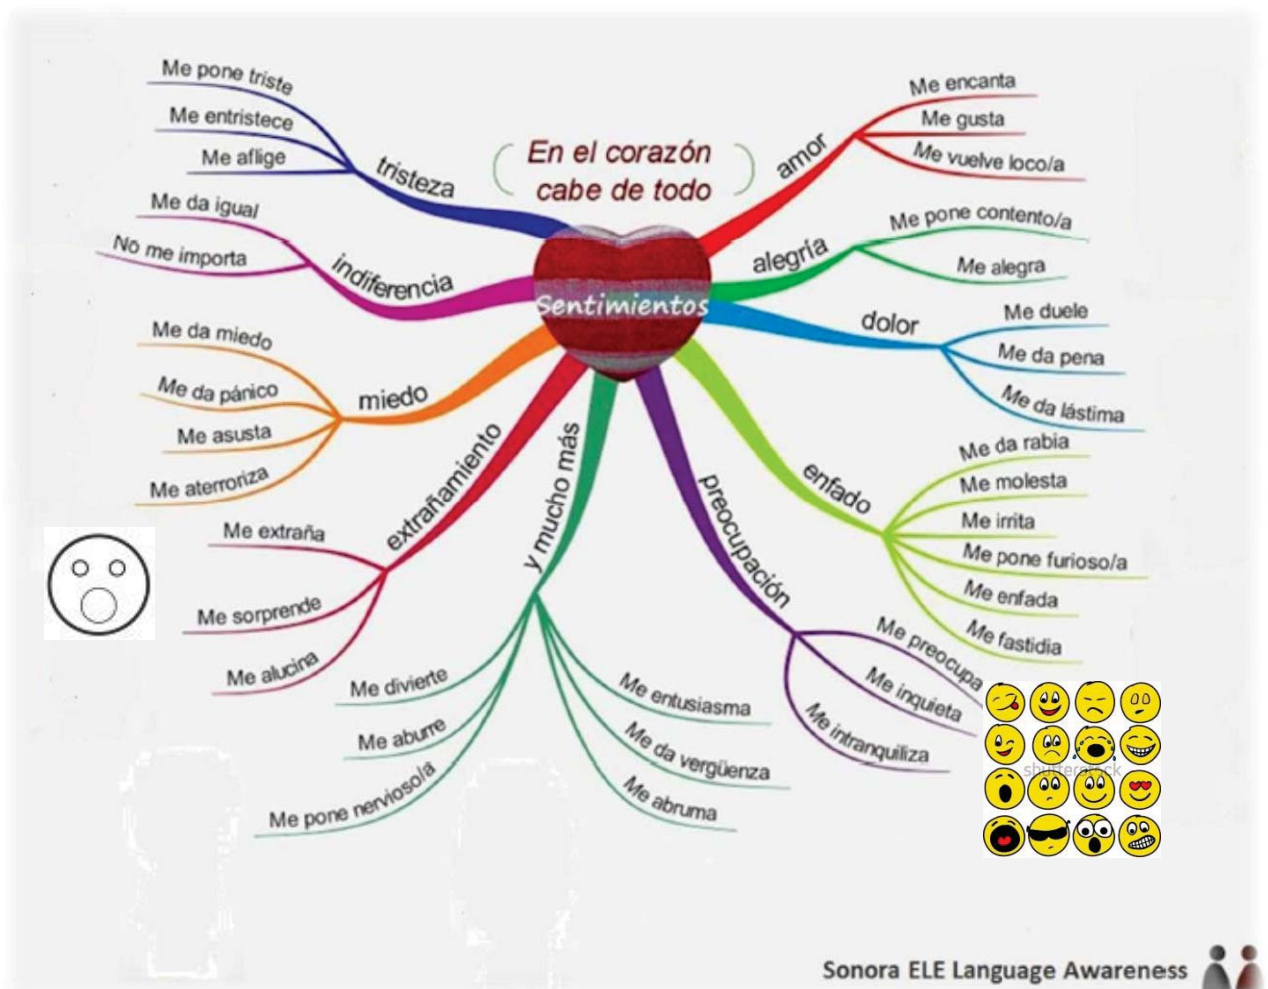 En el corazón
cabe de todo
Sentimientos
tristeza
Me pone triste
Me entristece
Me aflige
indiferencia
Me da igual
No me importa
miedo
Me da miedo
Me da pánico
Me asusta
Me aterroriza
extrañamiento
Me extraña
Me sorprende
Me alucina
y mucho más
Me divierte
Me aburre
Me pone nervioso/a
Me entusiasma
Me da vergüenza
Me abruma
preocupación
Me preocupa
Me inquieta
Me intranquiliza
enfado
Me da rabia
Me molesta
Me irrita
Me pone furioso/a
Me enfada
Me fastidia
dolor
Me duele
Me da pena
Me da lástima
alegría
Me pone contento/a
Me alegra
amor
Me encanta
Me gusta
Me vuelve loco/a
shutterstock
Sonora ELE Language Awareness